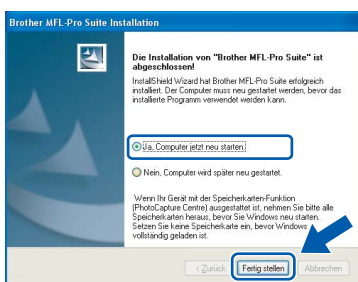 Brother MFL-Pro Suite Installation
Die Installation von "Brother MFL-Pro Suite" ist
abgeschlossen!
InstallShield Wizard hat Brother MFL-Pro Suite erfolgreich
installiert. Der Computer muss neu gestartet werden, bevor das
installierte Programm verwendet werden kann.
Ja, Computer jetzt neu starten.
Nein, Computer wird später neu gestartet.
Wenn Ihr Gerät mit der Speicherkarten-Funktion
(PhotoCapture Centre) ausgestattet ist, nehmen Sie bitte alle
Speicherkarten heraus, bevor Sie Windows neu starten.
Setzen Sie keine Speicherkarte ein, bevor Windows
vollständig geladen ist.
< Zurück Fertig stellen Abbrechen